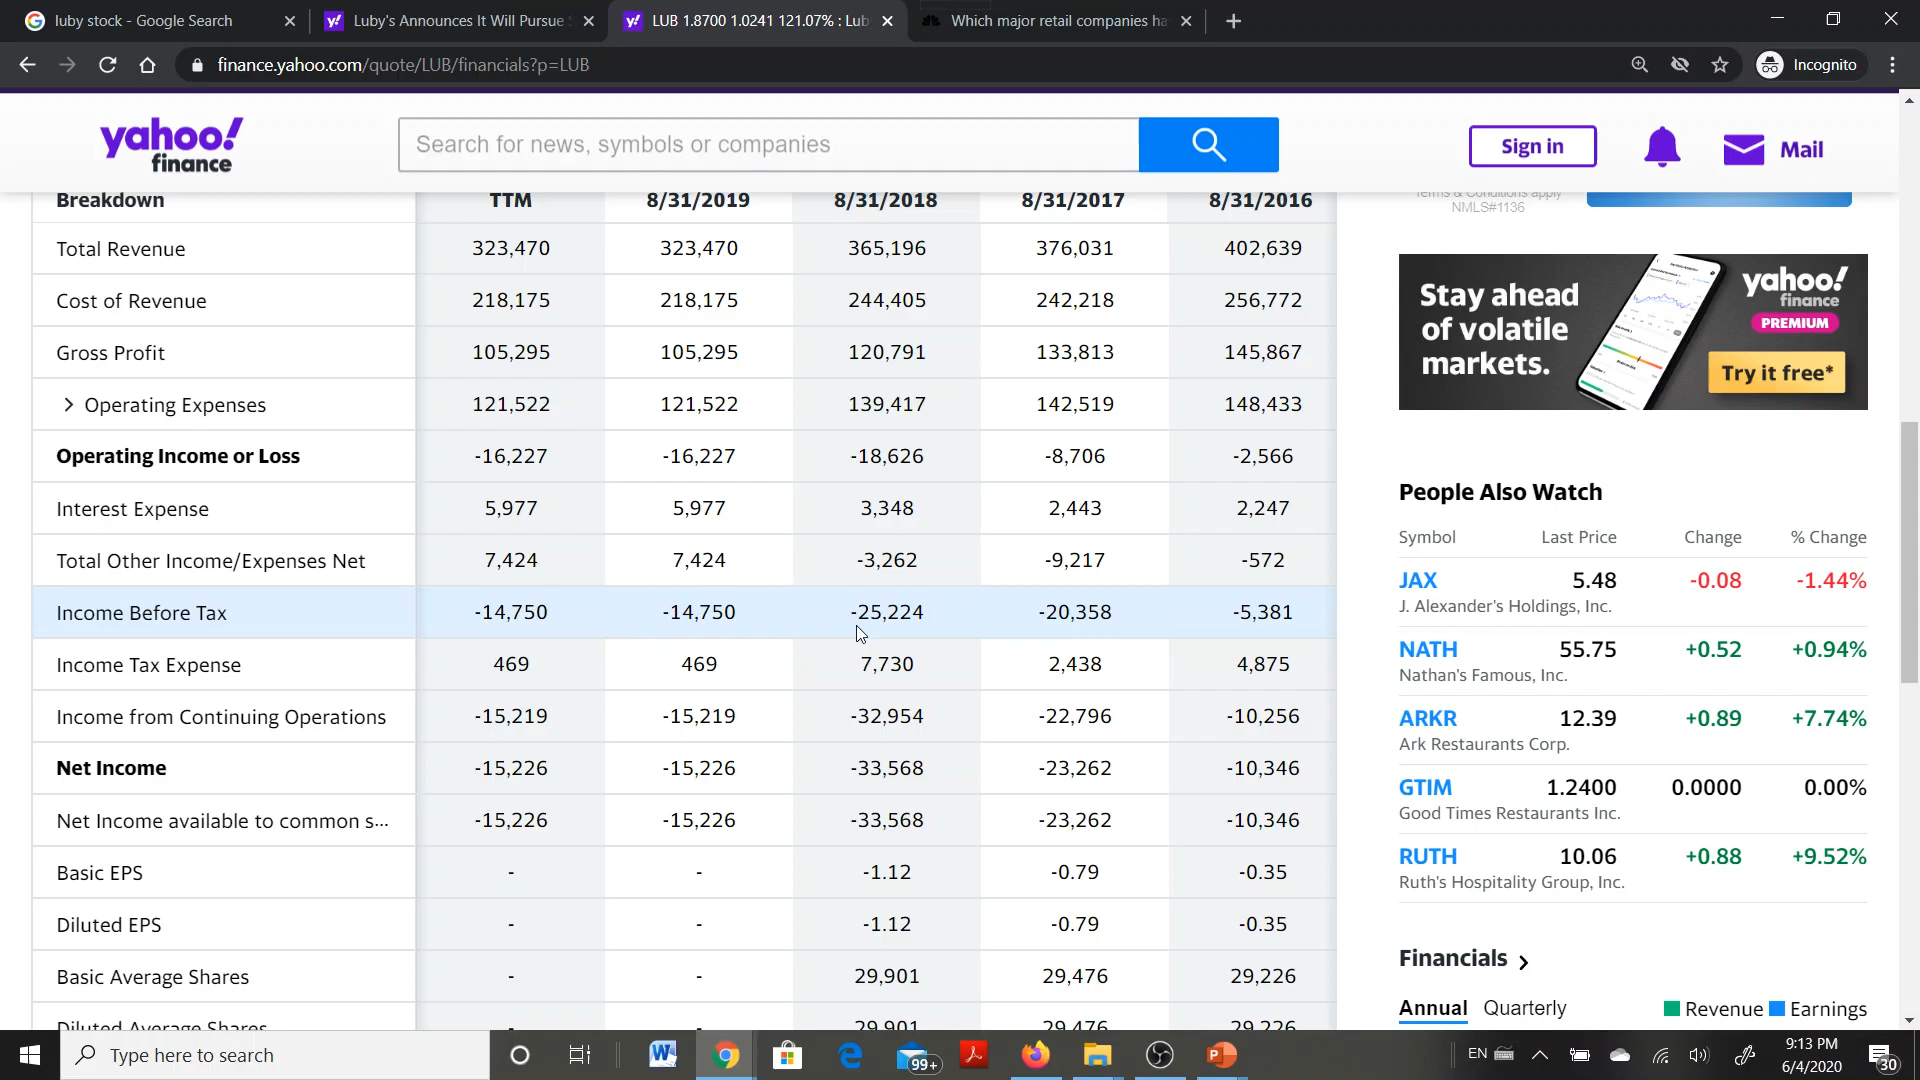 luby stock - Google Search
Luby's Announces It Will Pursue
LUB 1.8700 1.0241 121.07% : Lub
Which major retail companies ha
finance.yahoo.com/quote/LUB/financials?p=LUB
Incognito
yahoo!
finance
Search for news, symbols or companies
Sign in
Mail
Terms & Conditions apply
NMLS#1136
Breakdown TTM 8/31/2019 8/31/2018 8/31/2017 8/31/2016
Total Revenue 323,470 323,470 365,196 376,031 402,639
Cost of Revenue 218,175 218,175 244,405 242,218 256,772
Gross Profit 105,295 105,295 120,791 133,813 145,867
Operating Expenses 121,522 121,522 139,417 142,519 148,433
Operating Income or Loss -16,227 -16,227 -18,626 -8,706 -2,566
Interest Expense 5,977 5,977 3,348 2,443 2,247
Total Other Income/Expenses Net 7,424 7,424 -3,262 -9,217 -572
Income Before Tax -14,750 -14,750 -25,224 -20,358 -5,381
Income Tax Expense 469 469 7,730 2,438 4,875
Income from Continuing Operations -15,219 -15,219 -32,954 -22,796 -10,256
Net Income -15,226 -15,226 -33,568 -23,262 -10,346
Net Income available to common s... -15,226 -15,226 -33,568 -23,262 -10,346
Basic EPS - - -1.12 -0.79 -0.35
Diluted EPS - - -1.12 -0.79 -0.35
Basic Average Shares - - 29,901 29,476 29,226
Diluted Average Shares - - 29,901 29,476 29,226
Stay ahead
of volatile
markets.
yahoo!
finance
PREMIUM
Try it free*
People Also Watch
Symbol Last Price Change % Change
JAX 5.48 -0.08 -1.44%
J. Alexander's Holdings, Inc.
NATH 55.75 +0.52 +0.94%
Nathan's Famous, Inc.
ARKR 12.39 +0.89 +7.74%
Ark Restaurants Corp.
GTIM 1.2400 0.0000 0.00%
Good Times Restaurants Inc.
RUTH 10.06 +0.88 +9.52%
Ruth's Hospitality Group, Inc.
Financials
Annual Quarterly Revenue Earnings
Type here to search
99+
EN
9:13 PM
6/4/2020
30